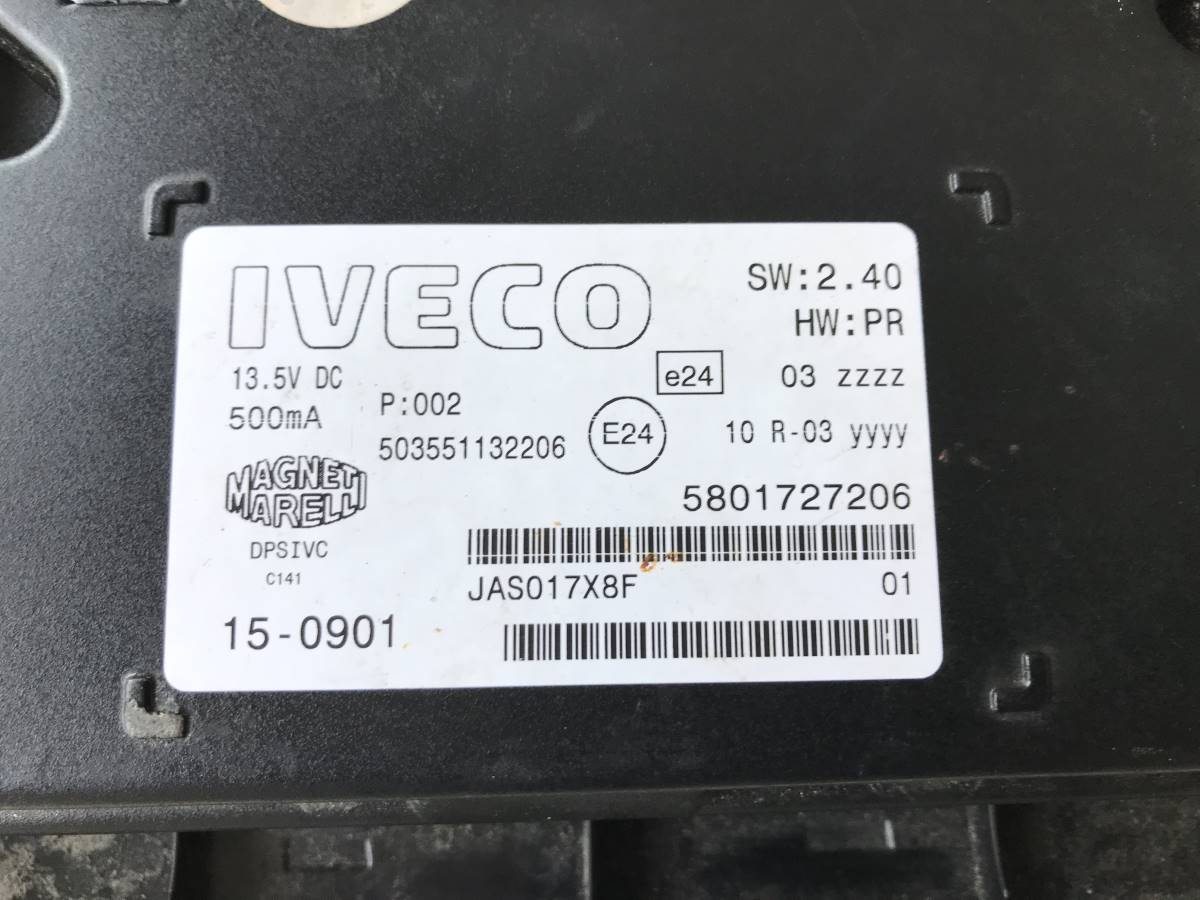 IVECO
SW:2.40
HW:PR
13.5V DC
500mA
P:002
503551132206
e24
03 zzzz
E24
10 R-03 yyyy
5801727206
MAGNETI
MARELLI
DPSIVC
C141
JAS017X8F
01
15-0901